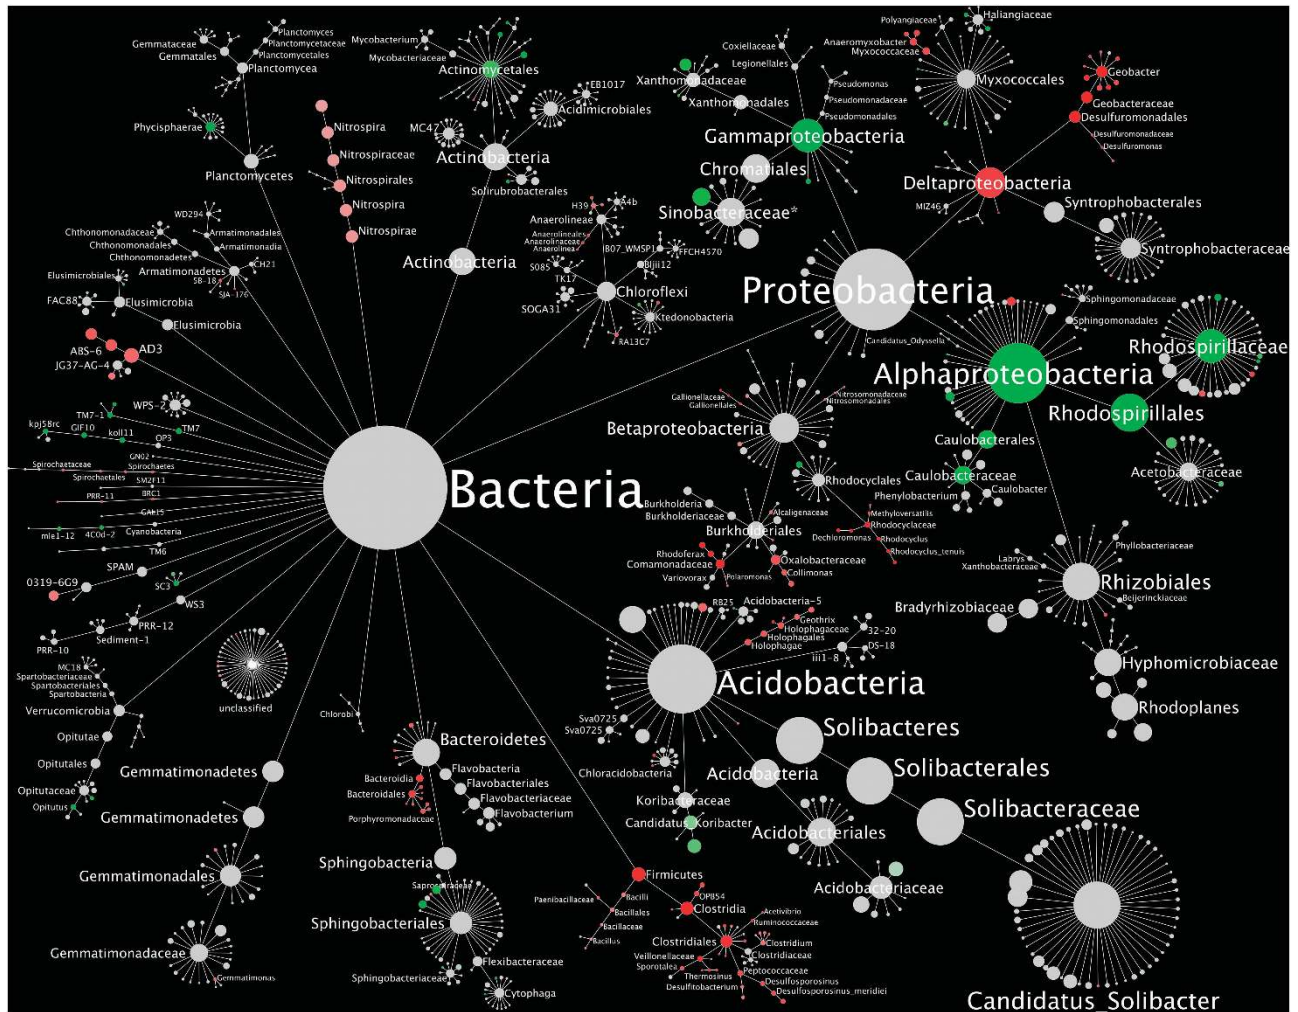 Gemmataceae
Gemmatales
Planctomyces
Planctomycetaceae
Planctomycetales
Planctomycea
Phycisphaerae
Planctomycetes
Nitrospira
Nitrospiraceae
Nitrospirales
Nitrospira
Nitrospirae
Mycobacterium
Mycobacteriaceae
Actinomycetales
EB1017
Acidimicrobiales
MC47
Actinobacteria
Solirubrobacterales
Actinobacteria
Coxiellaceae
Legionellales
Xanthomonadaceae
Xanthomonadales
Pseudomonas
Pseudomonadaceae
Pseudomonadales
Gammaproteobacteria
Chromatiales
Sinobacteraceae*
Polyangiaceae
Haliangiaceae
Anaeromyxobacter
Myxococcaceae
Myxococcales
Geobacter
Geobacteraceae
Desulfuromonadales
Desulfuromonadaceae
Desulfuromonas
Deltaproteobacteria
MIZ46
Syntrophobacterales
Syntrophobacteraceae
WD294
Chthonomonadaceae
Chthonomonadales
Chthonomonadetes
Armatimonadales
Armatimonadia
Armatimonadetes
CH21
SB-18
SJA-176
Elusimicrobiales
FAC88
Elusimicrobia
Elusimicrobia
H39
A4b
Anaerolineae
Anaerolineales
Anaerolinaceae
Anaerolinea
B07_WMSP1
FFCH4570
S085
TK17
Bljii12
Chloroflexi
SOGA31
Ktedonobacteria
RA13C7
Proteobacteria
Candidatus_Odyssella
Sphingomonadaceae
Sphingomonadales
Rhodospirillaceae
Alphaproteobacteria
Rhodospirillales
Acetobacteraceae
Caulobacterales
Caulobacteraceae
Phenylobacterium
Caulobacter
ABS-6
AD3
JG37-AG-4
WPS-2
TM7-1
TM7
kpj58rc
GIF10
koll11
OP3
GN02
Spirochaetaceae
Spirochaetes
Spirochaetales
SM2F11
BRC1
PRR-11
GAL15
mle1-12
4C0d-2
Cyanobacteria
TM6
SPAM
0319-6G9
SC3
WS3
PRR-12
Sediment-1
PRR-10
Bacteria
Gallionellaceae
Gallionellales
Nitrosomonadaceae
Nitrosomonadales
Betaproteobacteria
Rhodocyclales
Methyloversatilis
Rhodocyclaceae
Dechloromonas
Rhodocyclus
Rhodocyclus_tenuis
Burkholderia
Burkholderiaceae
Alcaligenaceae
Burkholderiales
Rhodoferax
Comamonadaceae
Variovorax
Polaromonas
Oxalobacteraceae
Collimonas
Phyllobacteriaceae
Labrys
Xanthobacteraceae
Rhizobiales
Beijerinckiaceae
Bradyrhizobiaceae
Hyphomicrobiaceae
Rhodoplanes
RB25
Acidobacteria-5
Geothrix
Holophagaceae
Holophagales
Holophagae
32-20
DS-18
iii1-8
Acidobacteria
Sva0725
Sva0725
Chloracidobacteria
Koribacteraceae
Candidatus_Koribacter
Acidobacteria
Acidobacteriales
Acidobacteriaceae
Solibacteres
Solibacterales
Solibacteraceae
Candidatus_Solibacter
MC18
Spartobacteriaceae
Spartobacteriales
Spartobacteria
Verrucomicrobia
Opitutae
Opitutales
Opitutaceae
Opitutus
unclassified
Chlorobi
Gemmatimonadetes
Gemmatimonadetes
Gemmatimonadales
Gemmatimonadaceae
Gemmatimonas
Bacteroidetes
Bacteroidia
Bacteroidales
Porphyromonadaceae
Flavobacteria
Flavobacteriales
Flavobacteriaceae
Flavobacterium
Sphingobacteria
Saprospiraceae
Sphingobacteriales
Flexibacteraceae
Sphingobacteriaceae
Cytophaga
Firmicutes
Bacilli
Paenibacillaceae
Bacillales
Bacillaceae
Bacillus
OPB54
Clostridia
Acetivibrio
Ruminococcaceae
Clostridiales
Clostridium
Clostridiaceae
Veillonellaceae
Sporotalea
Thermosinus
Peptococcaceae
Desulfitobacterium
Desulfosporosinus
Desulfosporosinus_meridiei